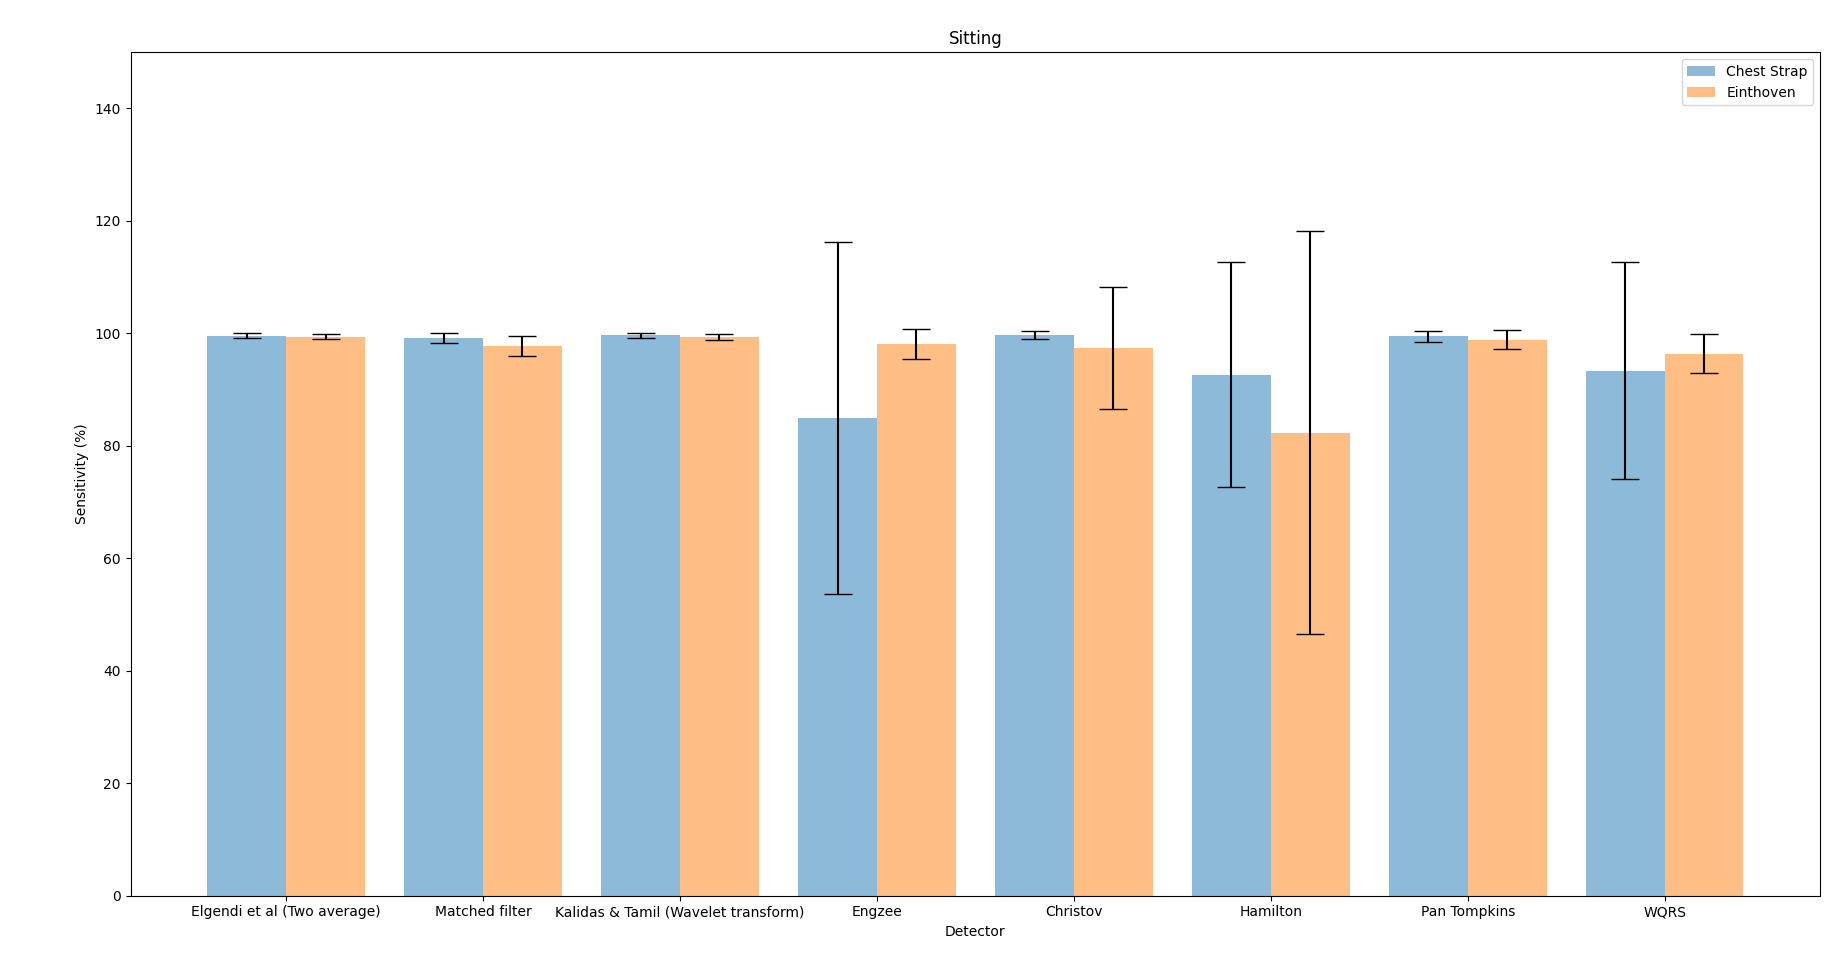 Sitting
Chest Strap
Einthoven
140
120
100
80
60
40
20
0
Sensitivity (%)
Elgendi et al (Two average) Matched filter Kalidas & Tamil (Wavelet transform) Engzee Christov Hamilton Pan Tompkins WQRS
Detector